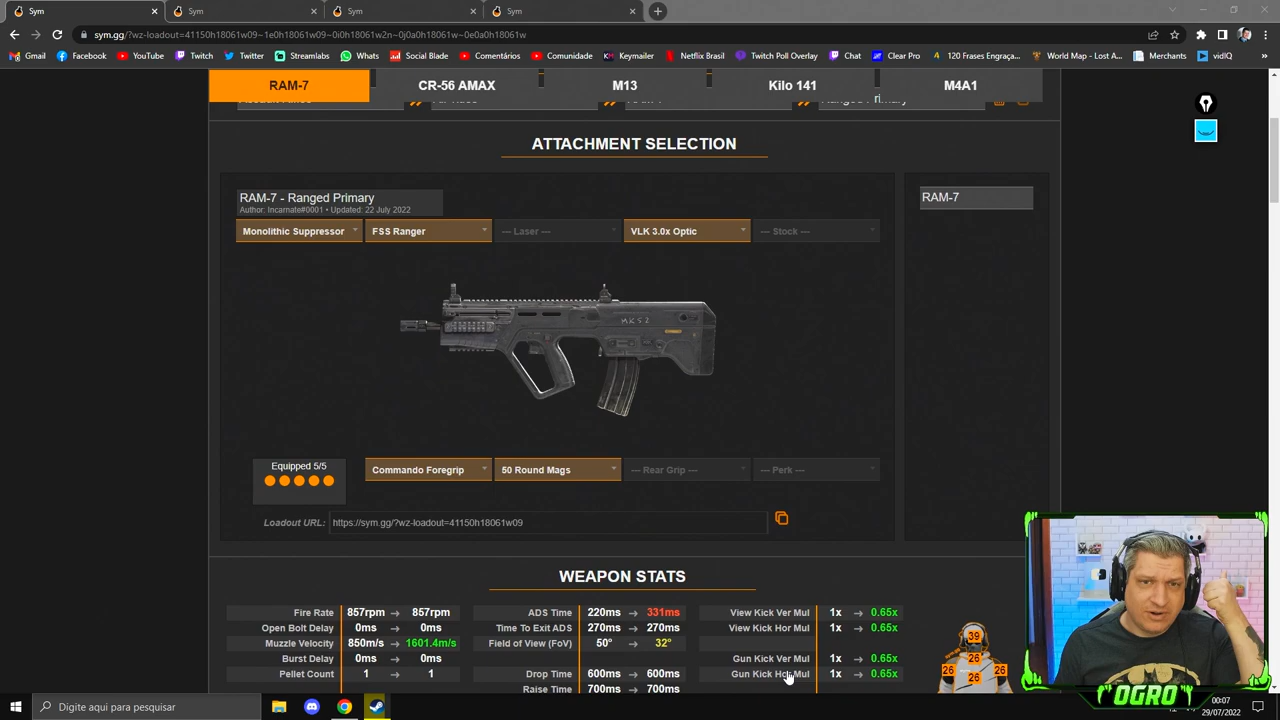 Sym
Sym
Sym
Sym
sym.gg/?wz-loadout=41150h18061w09~1e0h18061w09~0i0h18061w2n~0j0a0h18061w0g~0e0a0h18061w0g
Gmail
Facebook
YouTube
Twitch
Twitter
Streamlabs
Whats
Social Blade
Comentários
Comunidade
Keymailer
Netflix Brasil
Twitch Poll Overlay
Chat
Clear Pro
120 Frases Engraça...
World Map - Lost A...
Merchants
vidIQ
RAM-7
CR-56 AMAX
M13
Kilo 141
M4A1
ATTACHMENT SELECTION
RAM-7 - Ranged Primary
Author: Incarnate#0001 • Updated: 22 July 2022
RAM-7
Monolithic Suppressor
FSS Ranger
--- Laser ---
VLK 3.0x Optic
--- Stock ---
MK52
Equipped 5/5
Commando Foregrip
50 Round Mags
--- Rear Grip ---
--- Perk ---
Loadout URL:
https://sym.gg/?wz-loadout=41150h18061w09
WEAPON STATS
Fire Rate 857rpm → 857rpm
Open Bolt Delay 0ms → 0ms
Muzzle Velocity 850m/s → 1601.4m/s
Burst Delay 0ms → 0ms
Pellet Count 1 → 1
ADS Time 220ms → 331ms
Time To Exit ADS 270ms → 270ms
Field of View (FoV) 50° → 32°
Drop Time 600ms → 600ms
Raise Time 700ms → 700ms
View Kick Ver Mul 1x → 0.65x
View Kick Hor Mul 1x → 0.65x
Gun Kick Ver Mul 1x → 0.65x
Gun Kick Hor Mul 1x → 0.65x
39
26
26
26
26
OGRO
Digite aqui para pesquisar
00:07
29/07/2022